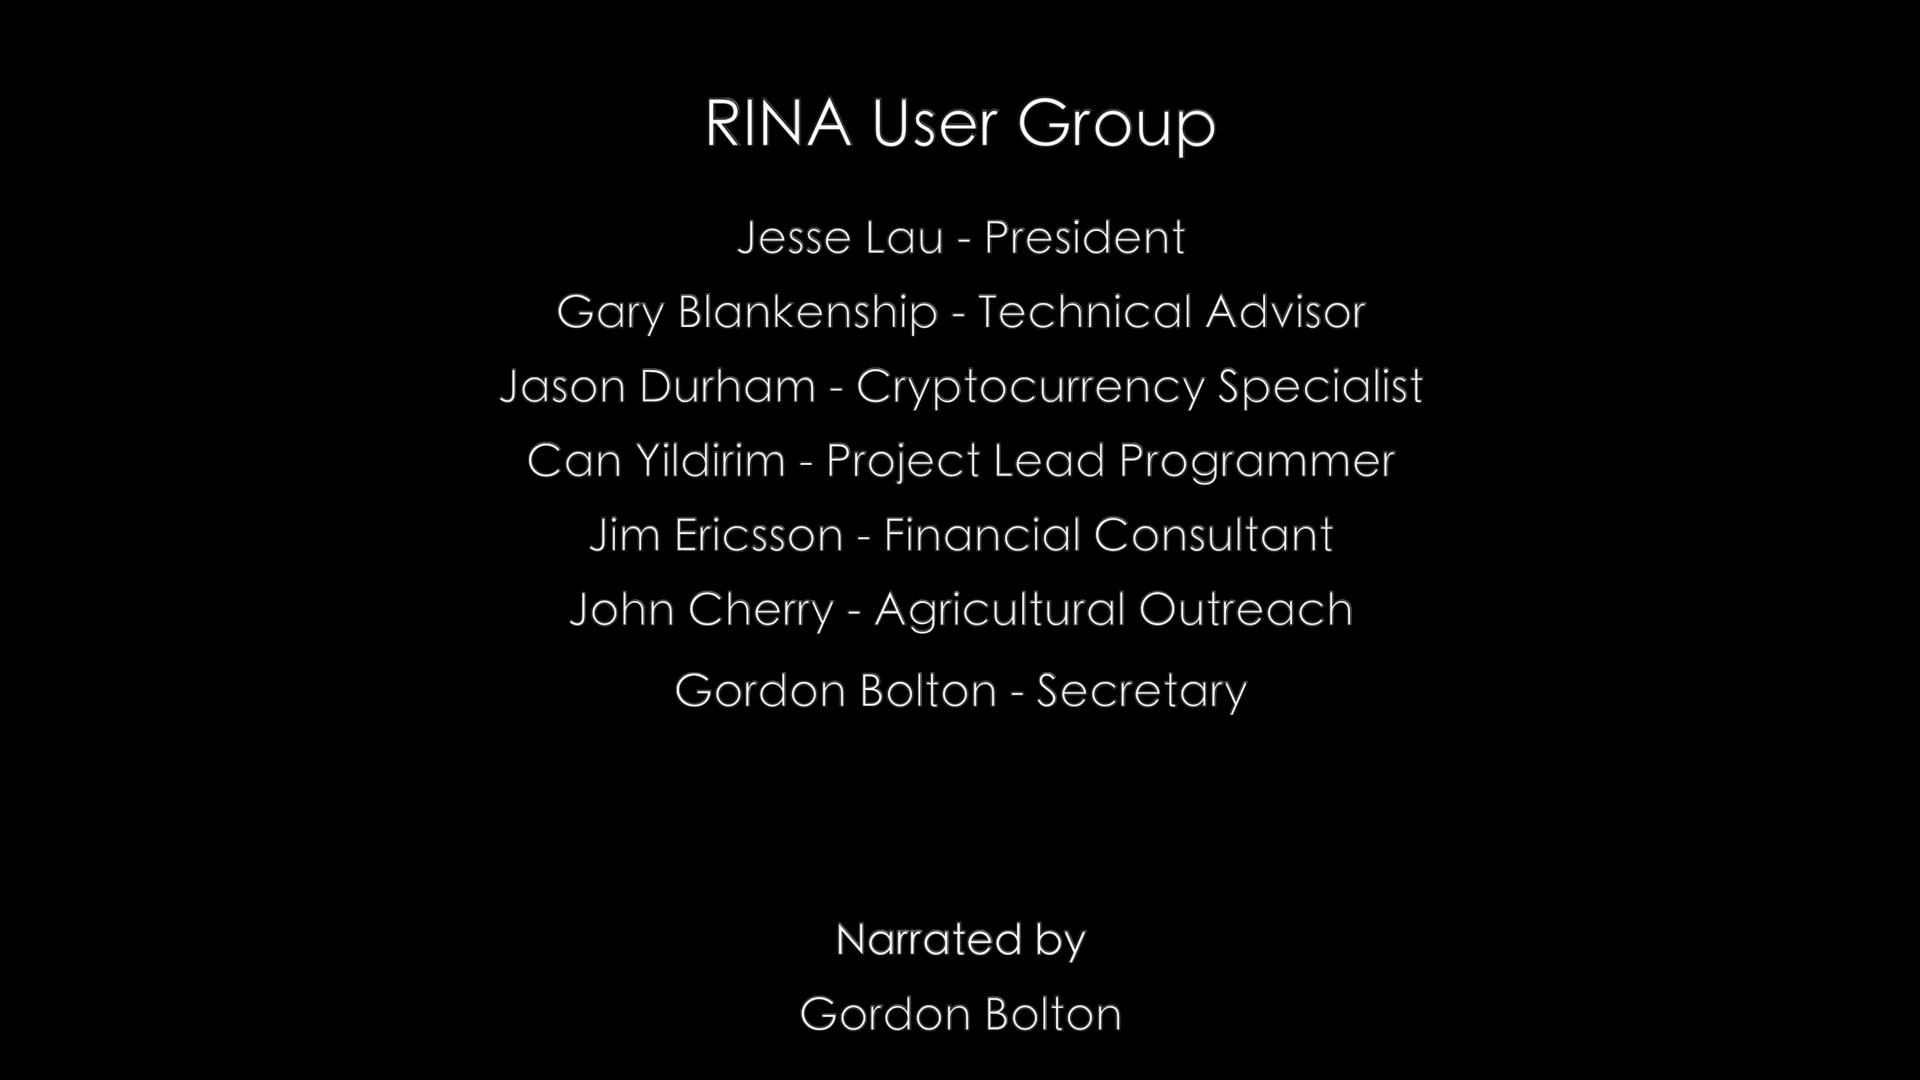 RINA User Group
Jesse Lau - President
Gary Blankenship - Technical Advisor
Jason Durham - Cryptocurrency Specialist
Can Yildirim - Project Lead Programmer
Jim Ericsson - Financial Consultant
John Cherry - Agricultural Outreach
Gordon Bolton - Secretary
Narrated by
Gordon Bolton